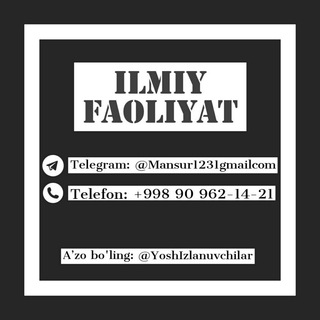 ILMIY
FAOLIYAT
Telegram: @Mansur1231gmailcom
Telefon: +998 90 962-14-21
A'zo bo'ling: @YoshIzlanuvchilar